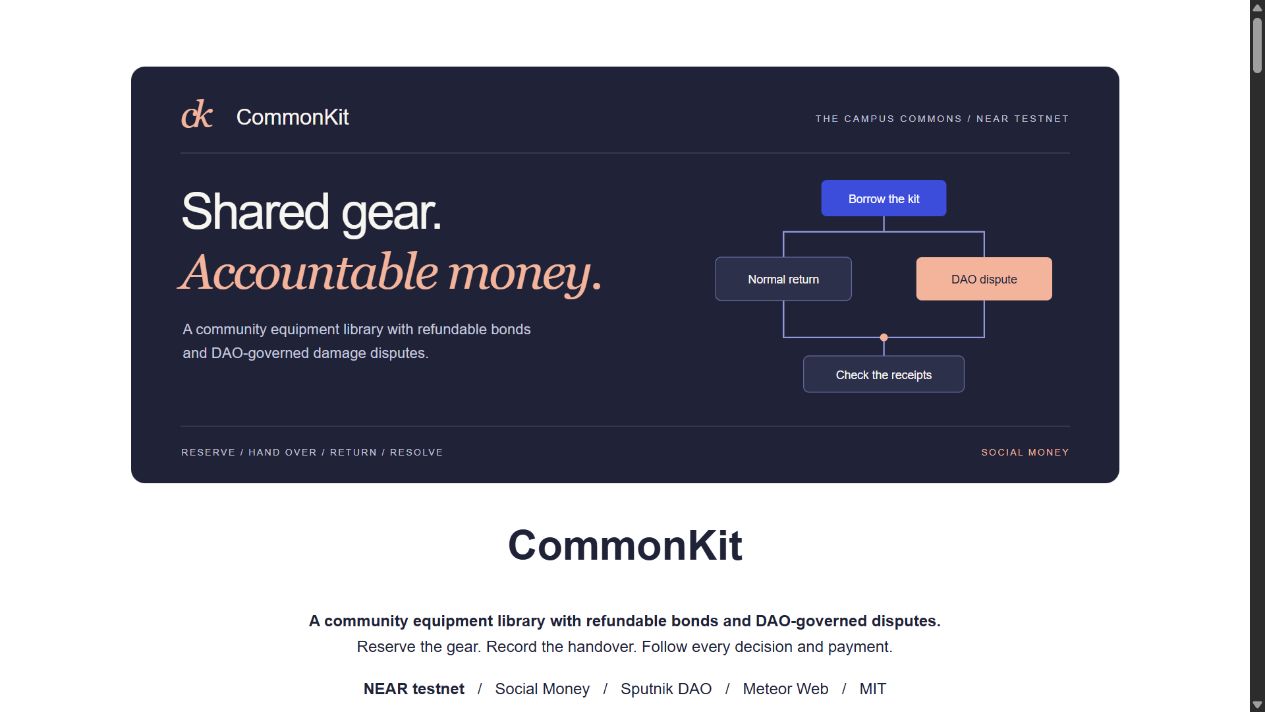 ck CommonKit
THE CAMPUS COMMONS / NEAR TESTNET
Shared gear.
Accountable money.
A community equipment library with refundable bonds
and DAO-governed damage disputes.
Borrow the kit
Normal return
DAO dispute
Check the receipts
RESERVE / HAND OVER / RETURN / RESOLVE
SOCIAL MONEY
CommonKit
A community equipment library with refundable bonds and DAO-governed disputes.
Reserve the gear. Record the handover. Follow every decision and payment.
NEAR testnet / Social Money / Sputnik DAO / Meteor Web / MIT